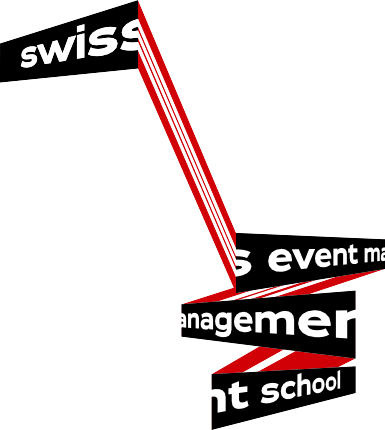 swiss
s event ma
anagemen
nt school